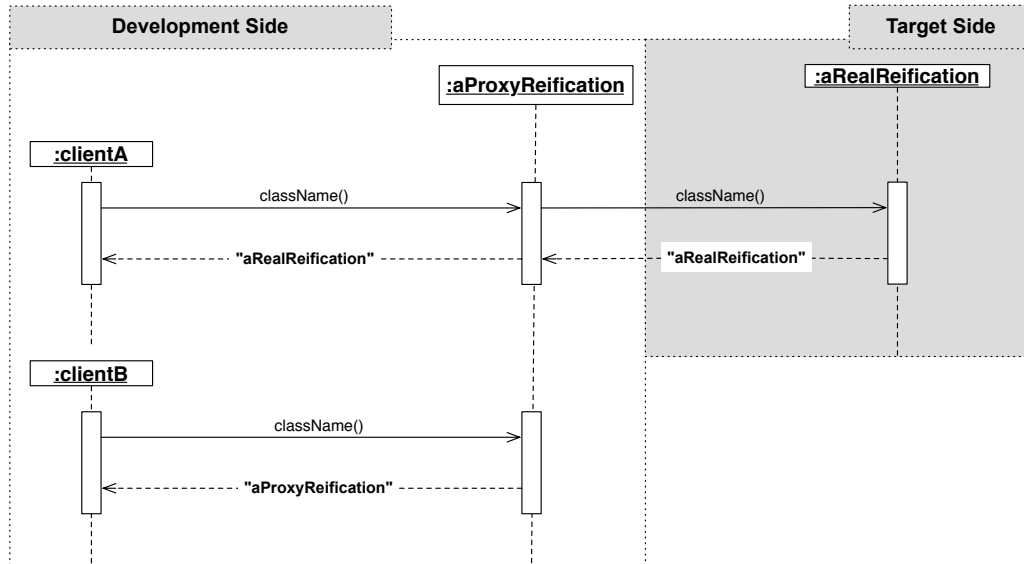 Development Side
Target Side
:aProxyReification
:aRealReification
:clientA
className()
className()
"aRealReification"
"aRealReification"
:clientB
className()
"aProxyReification"